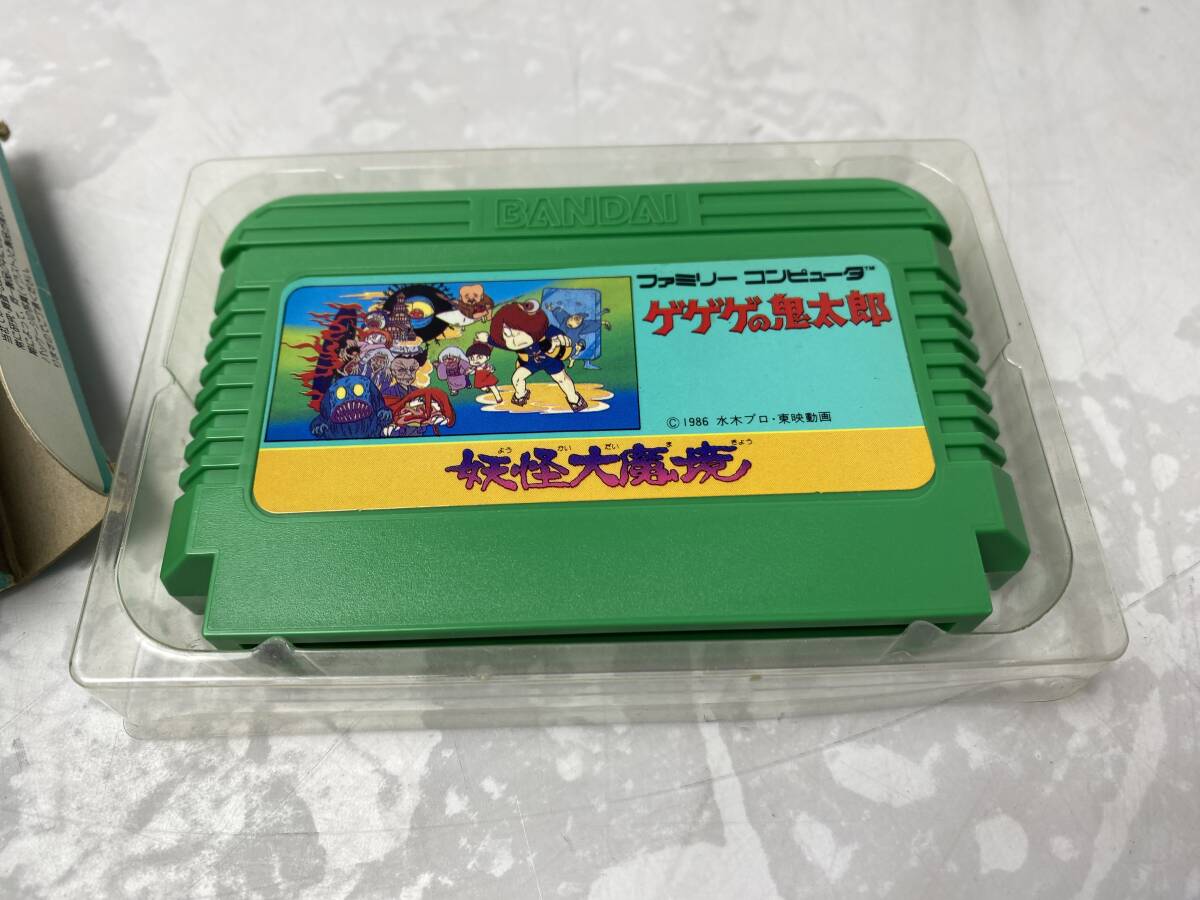 BANDAI
ファミリー コンピュータ™
ゲゲゲの鬼太郎
© 1986 水木プロ・東映動画
よう かい だい ま きょう
妖怪大魔境